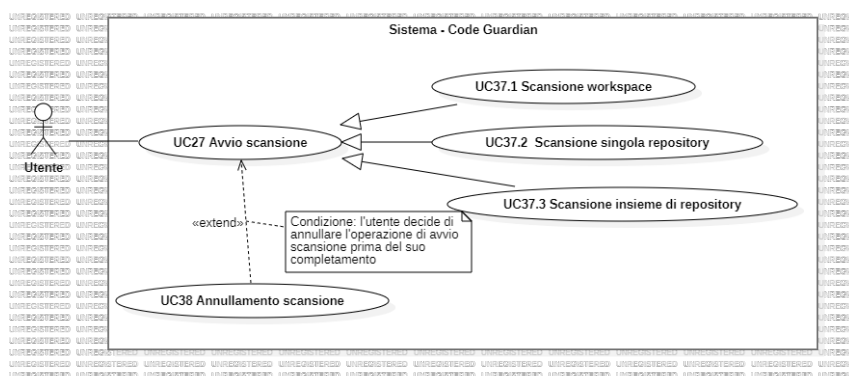 Sistema - Code Guardian
UC37.1 Scansione workspace
UC27 Avvio scansione
UC37.2 Scansione singola repository
Utente
UC37.3 Scansione insieme di repository
«extend»
Condizione: l'utente decide di
annullare l'operazione di avvio
scansione prima del suo
completamento
UC38 Annullamento scansione
UNREGISTERED